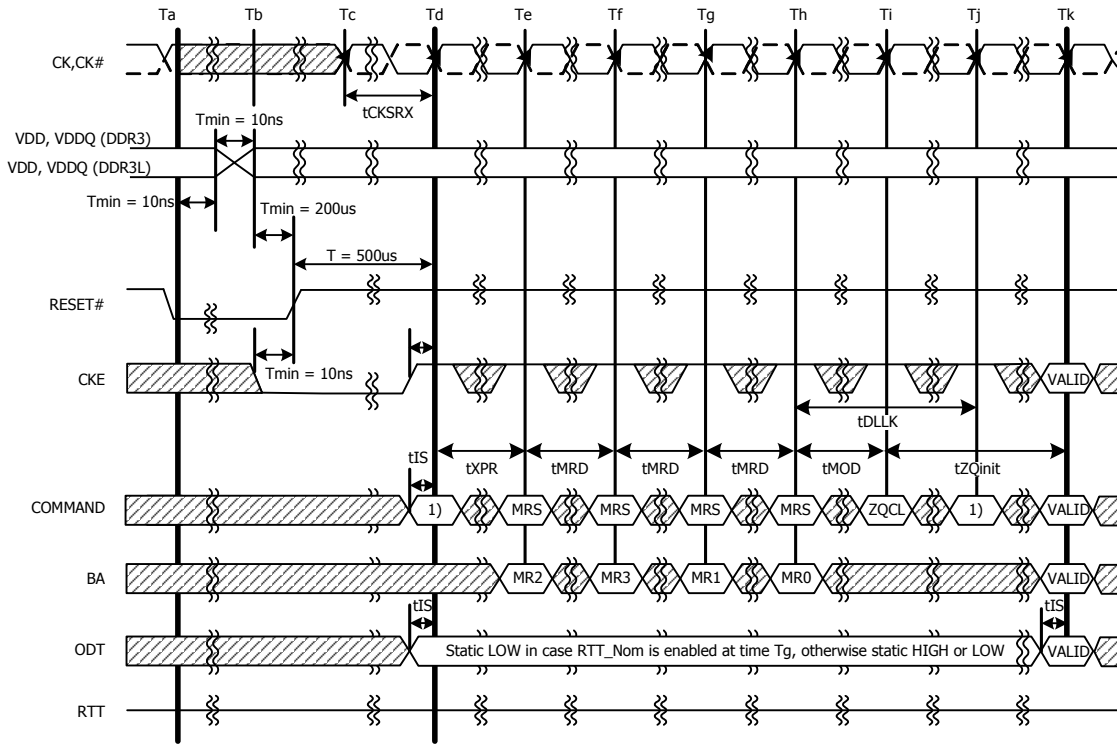 Ta Tb Tc Td Te Tf Tg Th Ti Tj Tk
CK,CK#
tCKSRX
Tmin = 10ns
VDD, VDDQ (DDR3)
VDD, VDDQ (DDR3L)
Tmin = 10ns
Tmin = 200us
T = 500us
RESET#
Tmin = 10ns
CKE
VALID
tDLLK
tIS
tXPR tMRD tMRD tMRD tMOD tZQinit
COMMAND
1) MRS MRS MRS MRS ZQCL 1) VALID
BA
MR2 MR3 MR1 MR0 VALID
tIS tIS
ODT
Static LOW in case RTT_Nom is enabled at time Tg, otherwise static HIGH or LOW
VALID
RTT